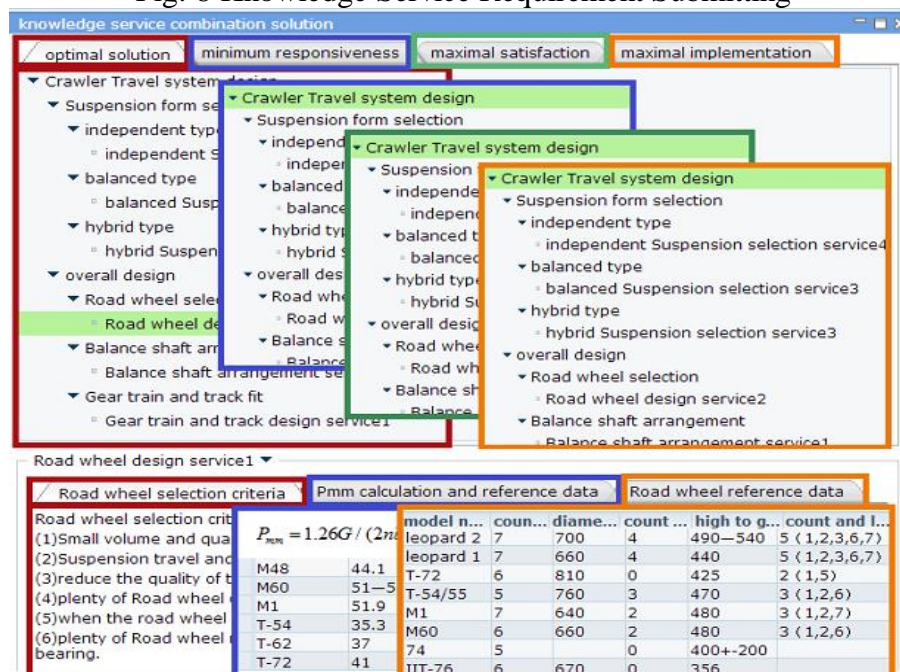 Fig. 6 Knowledge Service Requirement Submitting
knowledge service combination solution
optimal solution
minimum responsiveness
maximal satisfaction
maximal implementation
Crawler Travel system design
Suspension form se
independent typ
independent S
balanced type
balanced Susp
hybrid type
hybrid Suspen
overall design
Road wheel sele
Road wheel de
Balance shaft arr
Balance shaft arrangement se
Gear train and track fit
Gear train and track design service1
Crawler Travel system design
Suspension form selection
independ
indeper
balanced
balance
hybrid typ
hybrid S
overall des
Road whe
Road w
Balance s
Balance
Crawler Travel system design
Suspension
independe
independ
balanced t
balanced
hybrid type
hybrid Su
overall desig
Road whee
Road wh
Balance sh
Balance
Crawler Travel system design
Suspension form selection
independent type
independent Suspension selection service4
balanced type
balanced Suspension selection service3
hybrid type
hybrid Suspension selection service3
overall design
Road wheel selection
Road wheel design service2
Balance shaft arrangement
Balance shaft arrangement service1
Road wheel design service1
Road wheel selection criteria
Pmm calculation and reference data
Road wheel reference data
Road wheel selection crit
(1)Small volume and qua
(2)Suspension travel and
(3)reduce the quality of t
(4)plenty of Road wheel
(5)when the road wheel
(6)plenty of Road wheel
bearing.
Pmm = 1.26G / (2n
M48 44.1
M60 51—5
M1 51.9
T-54 35.3
T-62 37
T-72 41
model n... coun... diame... count ... high to g... count and l...
leopard 2 7 700 4 490—540 5 (1,2,3,6,7)
leopard 1 7 660 4 440 5 (1,2,3,6,7)
T-72 6 810 0 425 2 (1,5)
T-54/55 5 760 3 470 3 (1,2,6)
M1 7 640 2 480 3 (1,2,7)
M60 6 660 2 480 3 (1,2,6)
74 5 0 400+-200
6 670 0 356